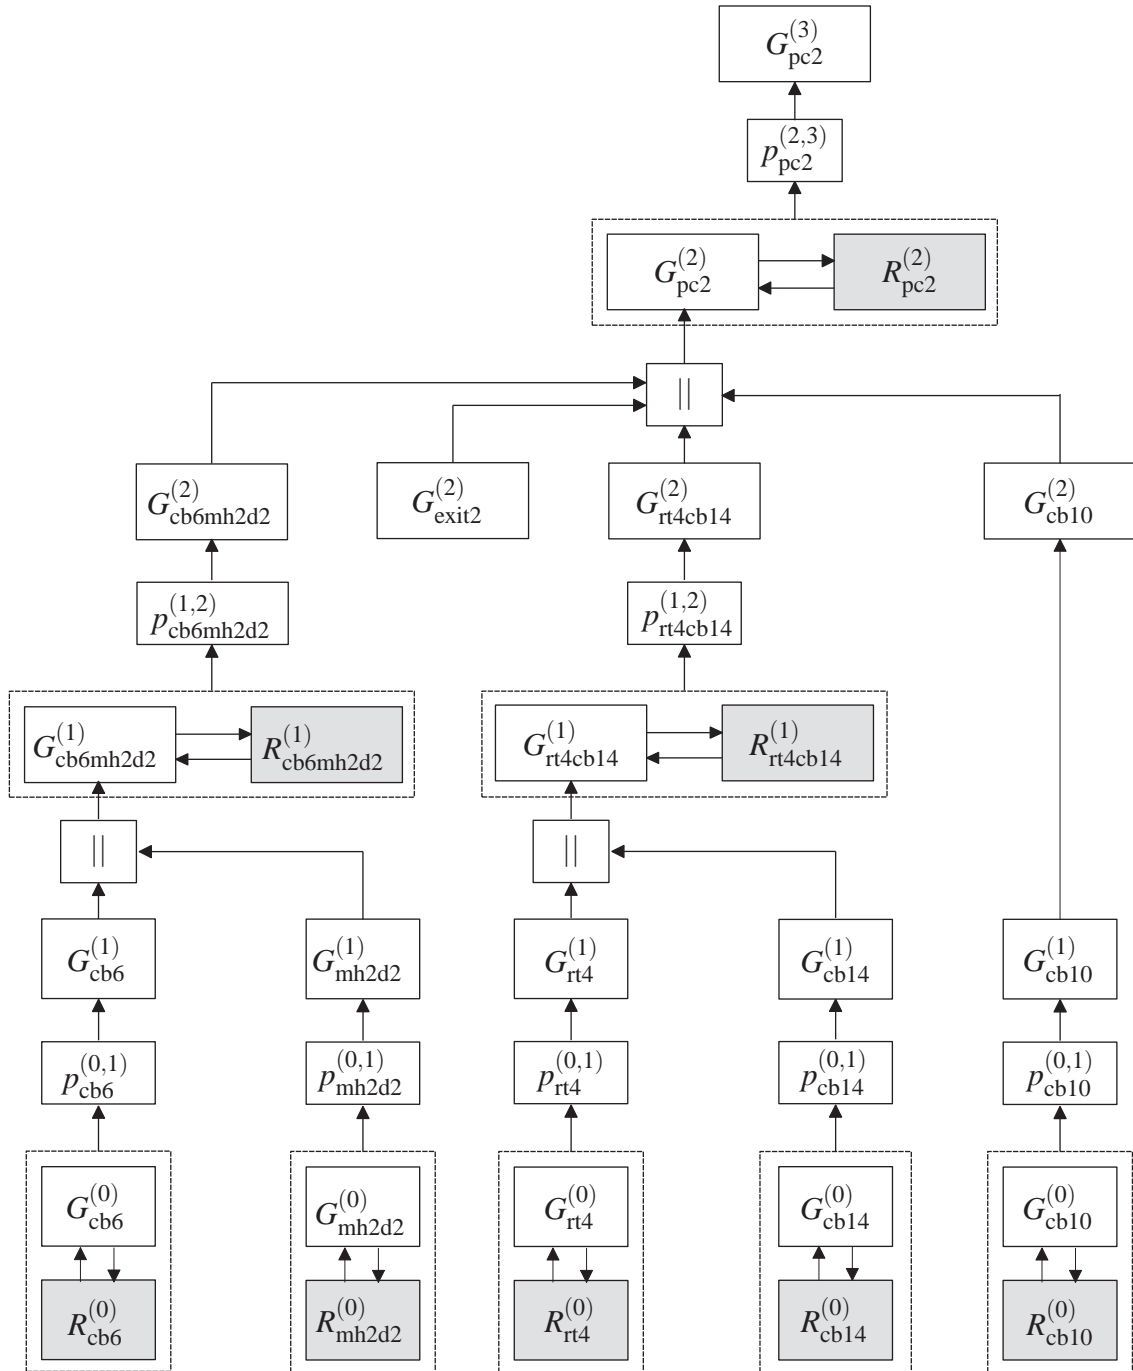 G_pc2^(3)
p_pc2^(2,3)
G_pc2^(2) R_pc2^(2)
||
G_cb6mh2d2^(2) G_exit2^(2) G_rt4cb14^(2) G_cb10^(2)
p_cb6mh2d2^(1,2) p_rt4cb14^(1,2)
G_cb6mh2d2^(1) R_cb6mh2d2^(1) G_rt4cb14^(1) R_rt4cb14^(1)
|| ||
G_cb6^(1) G_mh2d2^(1) G_rt4^(1) G_cb14^(1) G_cb10^(1)
p_cb6^(0,1) p_mh2d2^(0,1) p_rt4^(0,1) p_cb14^(0,1) p_cb10^(0,1)
G_cb6^(0) G_mh2d2^(0) G_rt4^(0) G_cb14^(0) G_cb10^(0)
R_cb6^(0) R_mh2d2^(0) R_rt4^(0) R_cb14^(0) R_cb10^(0)